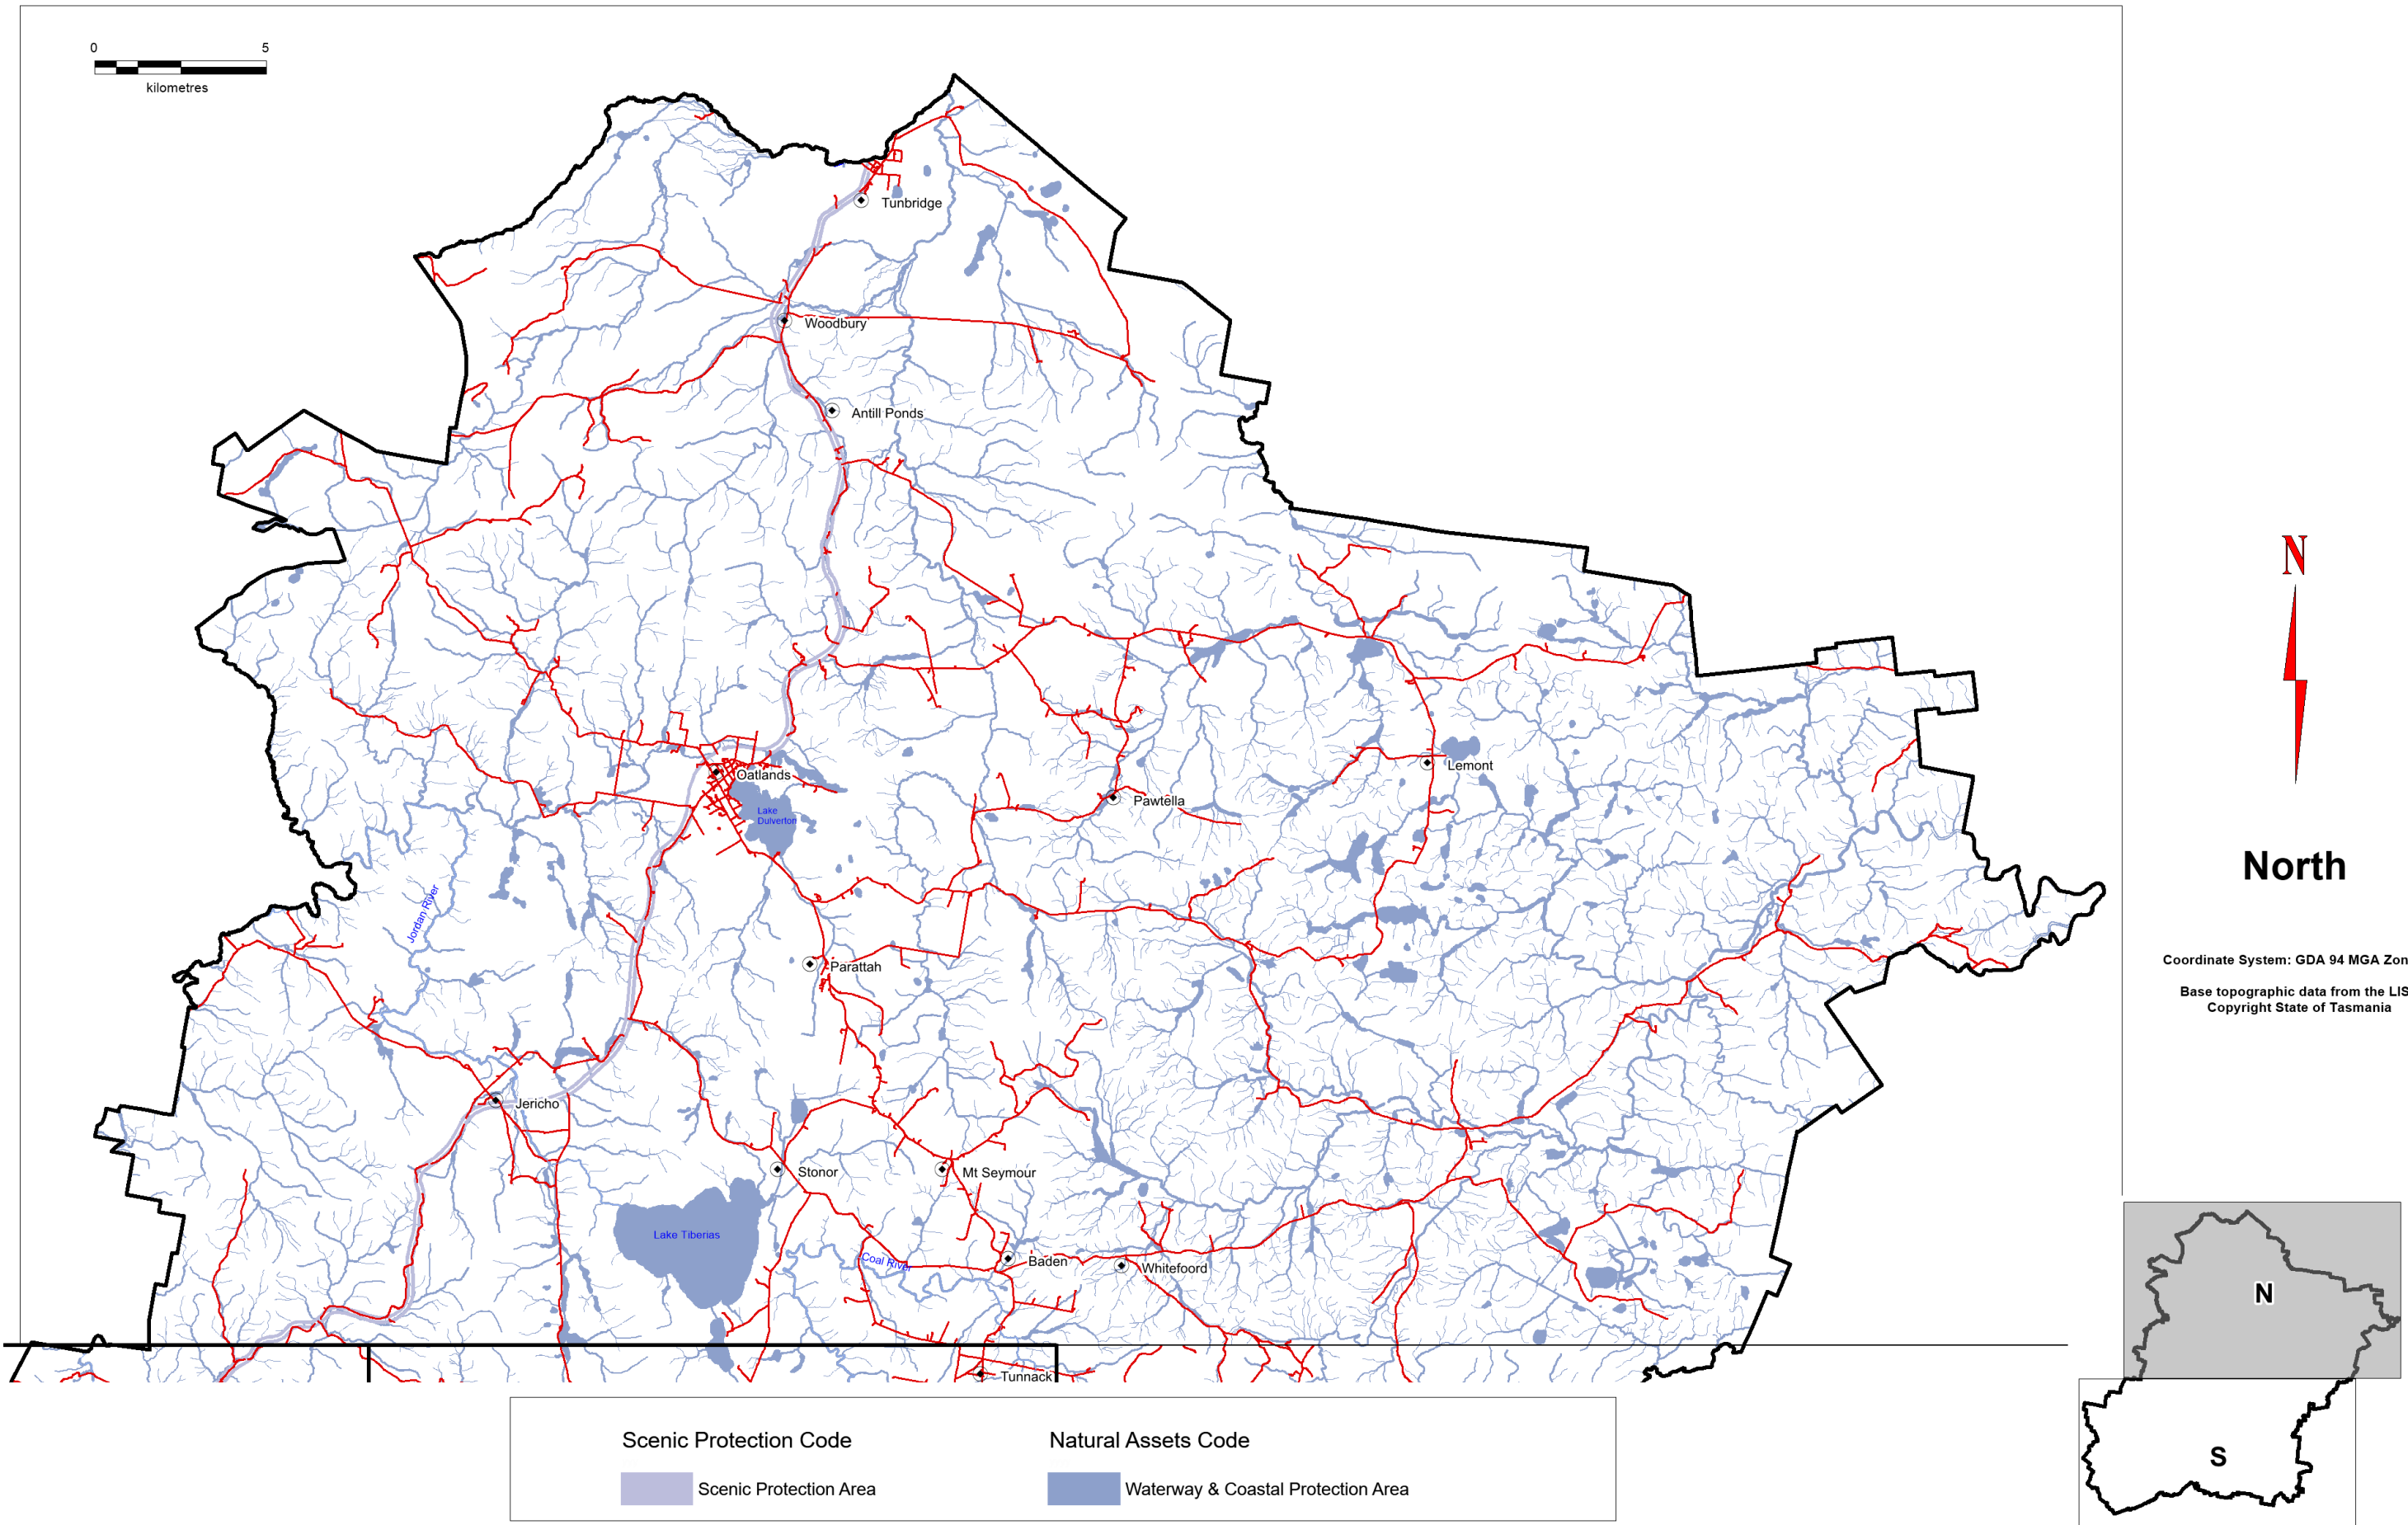 0 5
kilometres
Tunbridge
Woodbury
Antill Ponds
N
Oatlands
Lake
Dulverton
Lemont
Pawtella
North
Jordan River
Parattah
Coordinate System: GDA 94 MGA Zon
Base topographic data from the LIS
Copyright State of Tasmania
Jericho
Stonor
Mt Seymour
Lake Tiberias
Coal River
Baden
Whitefoord
N
Tunnack
S
Scenic Protection Code
Natural Assets Code
Scenic Protection Area
Waterway & Coastal Protection Area